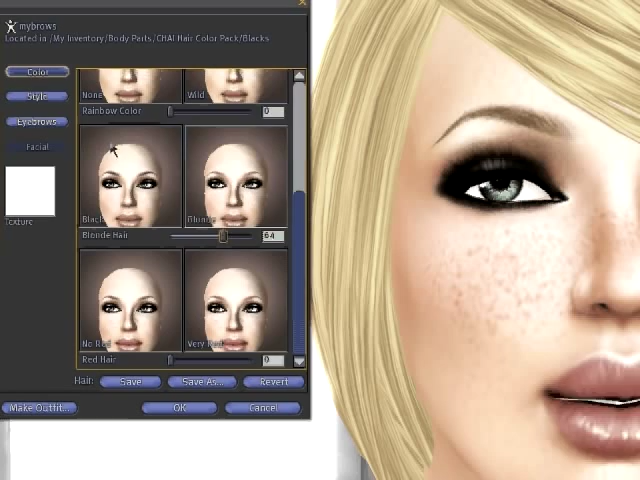 mybrows
Located in /My Inventory/Body Parts/CHAI Hair Color Pack/Blacks
Color
Style
Eyebrows
Facial
Texture
None
Wild
Rainbow Color
0
Black
Blonde
Blonde Hair
64
No Red
Very Red
Red Hair
0
Hair:
Save
Save As...
Revert
Make Outfit...
OK
Cancel